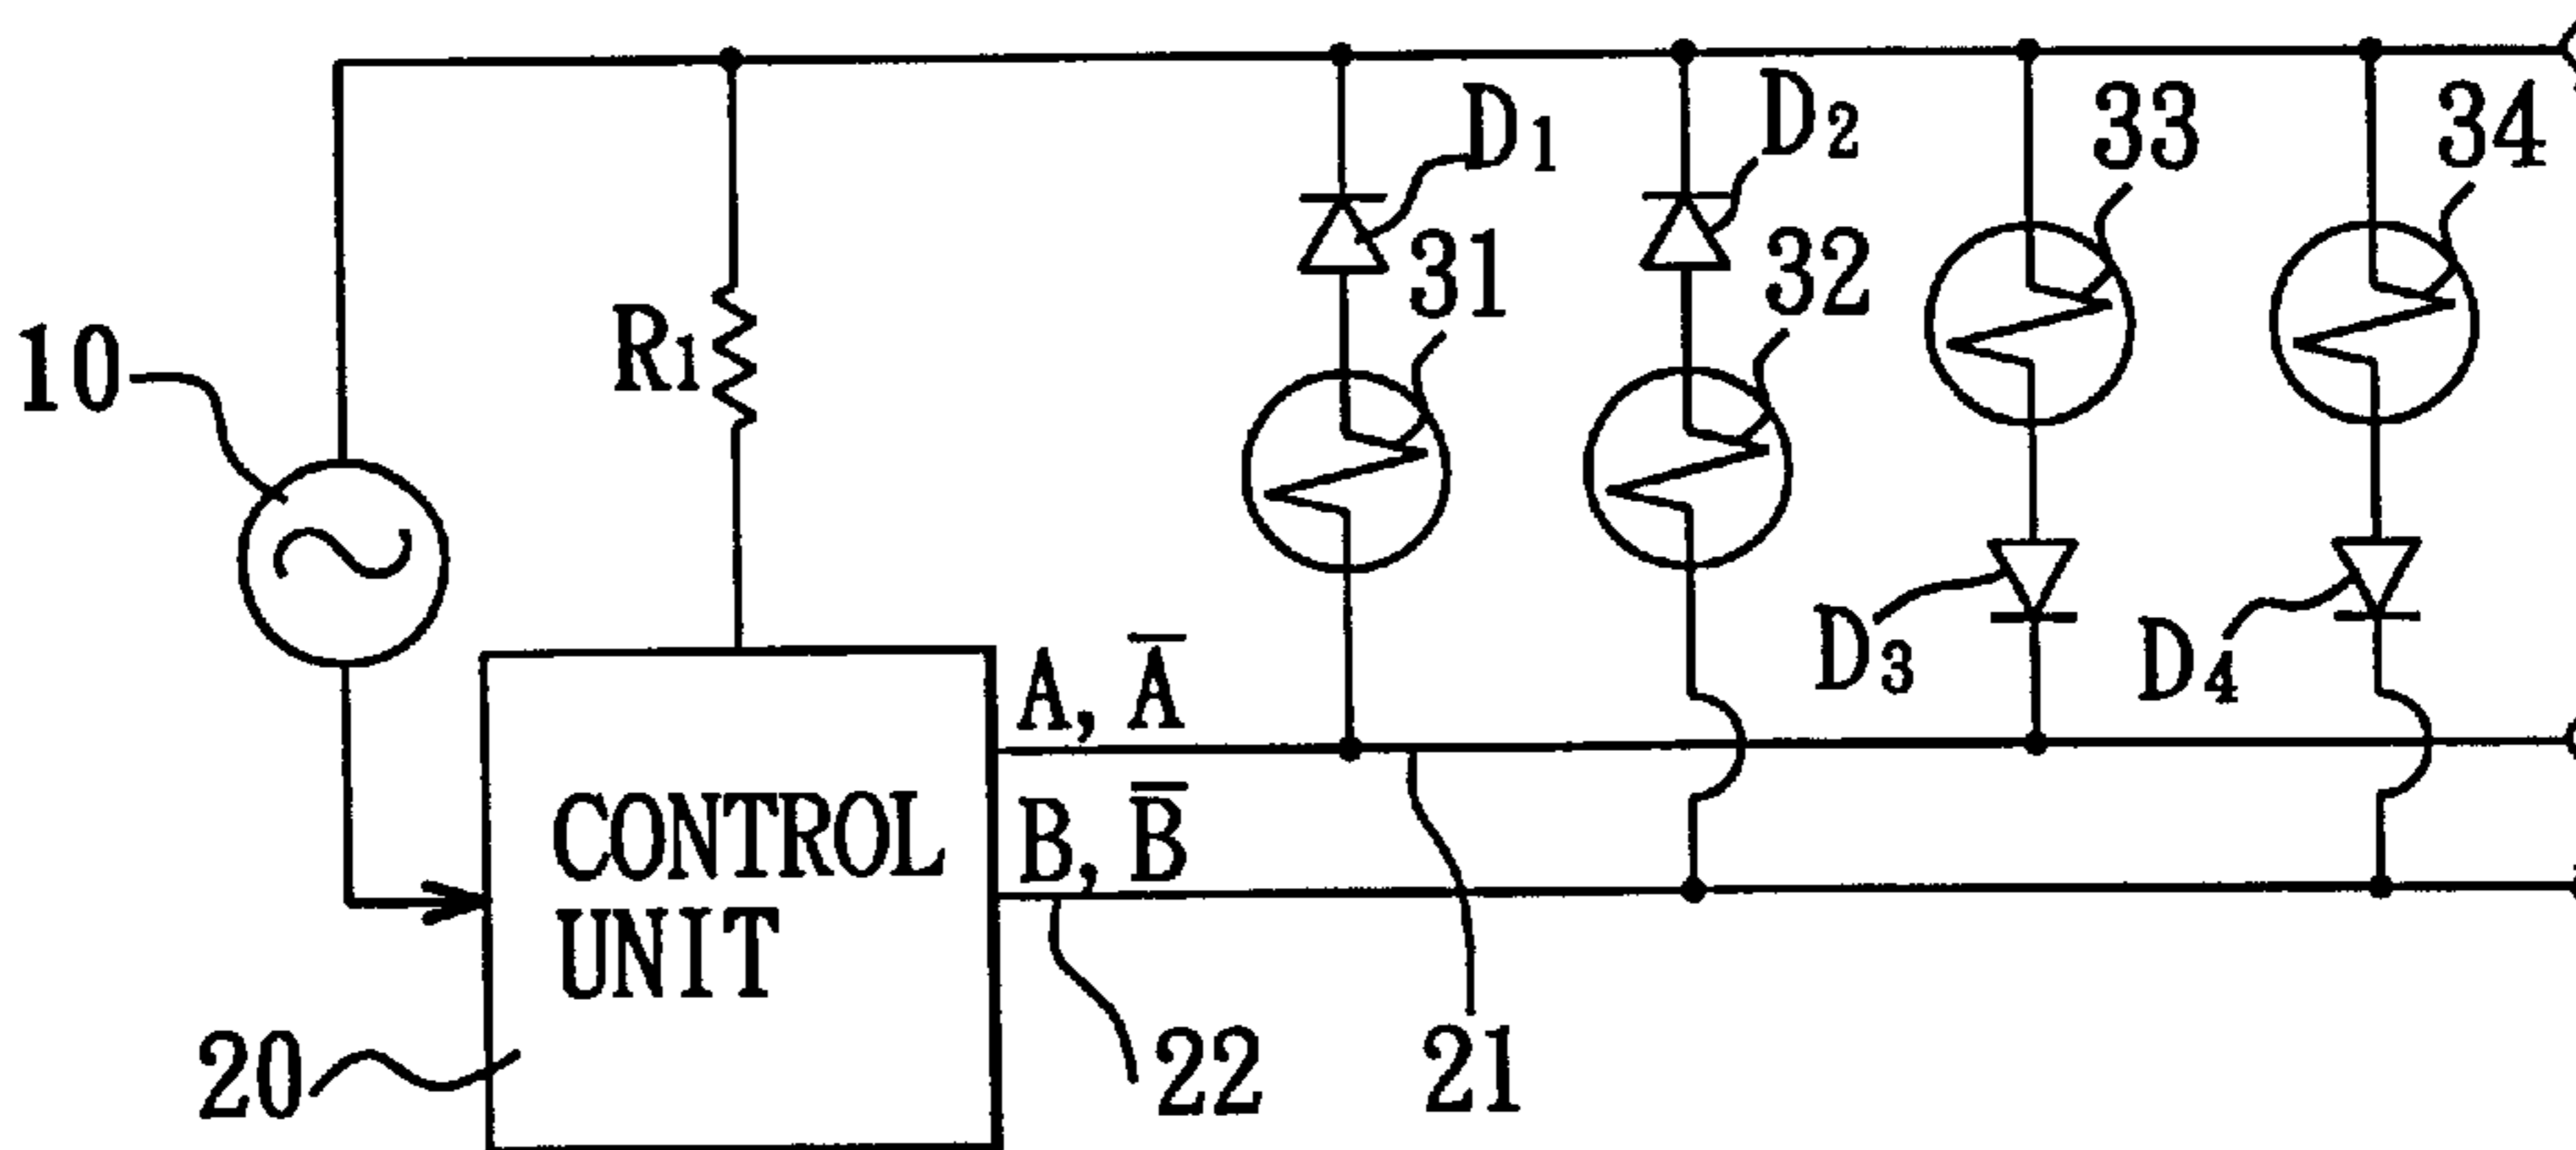 D1
D2
33
34
31
32
10
R1
D3
D4
A, A̅
B, B̅
CONTROL
UNIT
20
22
21